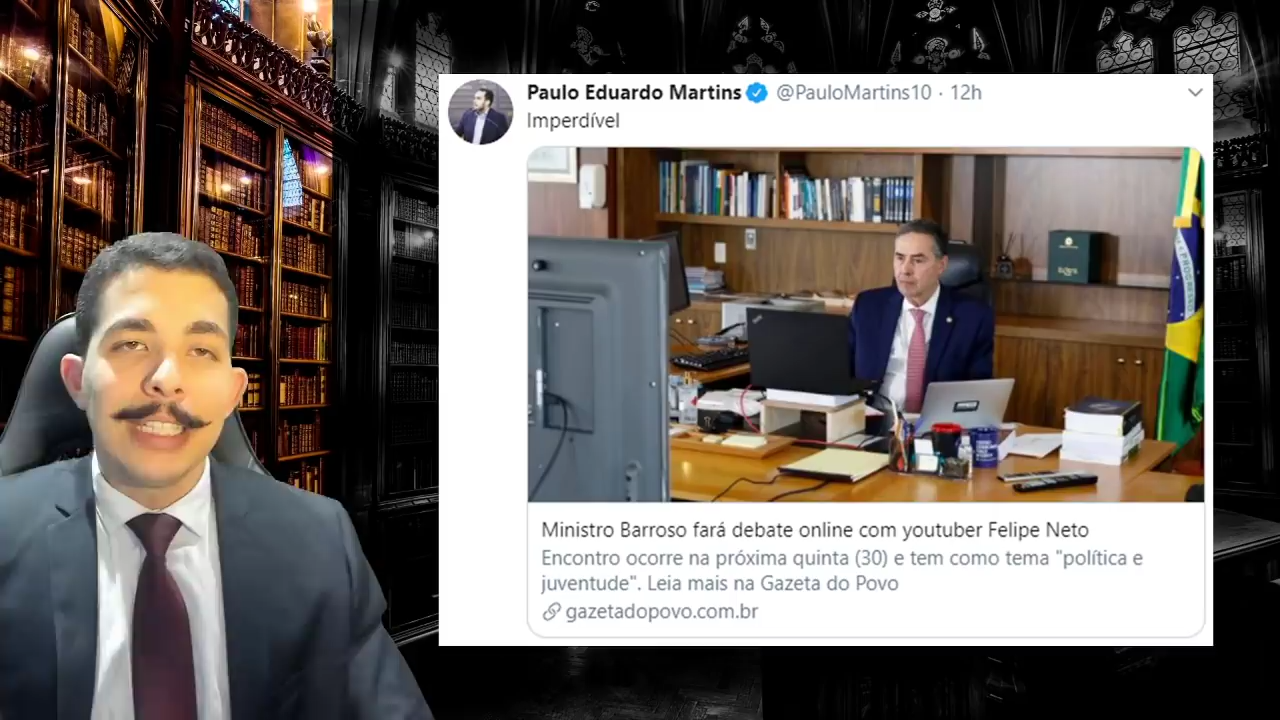 Paulo Eduardo Martins @PauloMartins10 · 12h
Imperdível
Ministro Barroso fará debate online com youtuber Felipe Neto
Encontro ocorre na próxima quinta (30) e tem como tema "política e
juventude". Leia mais na Gazeta do Povo
gazetadopovo.com.br